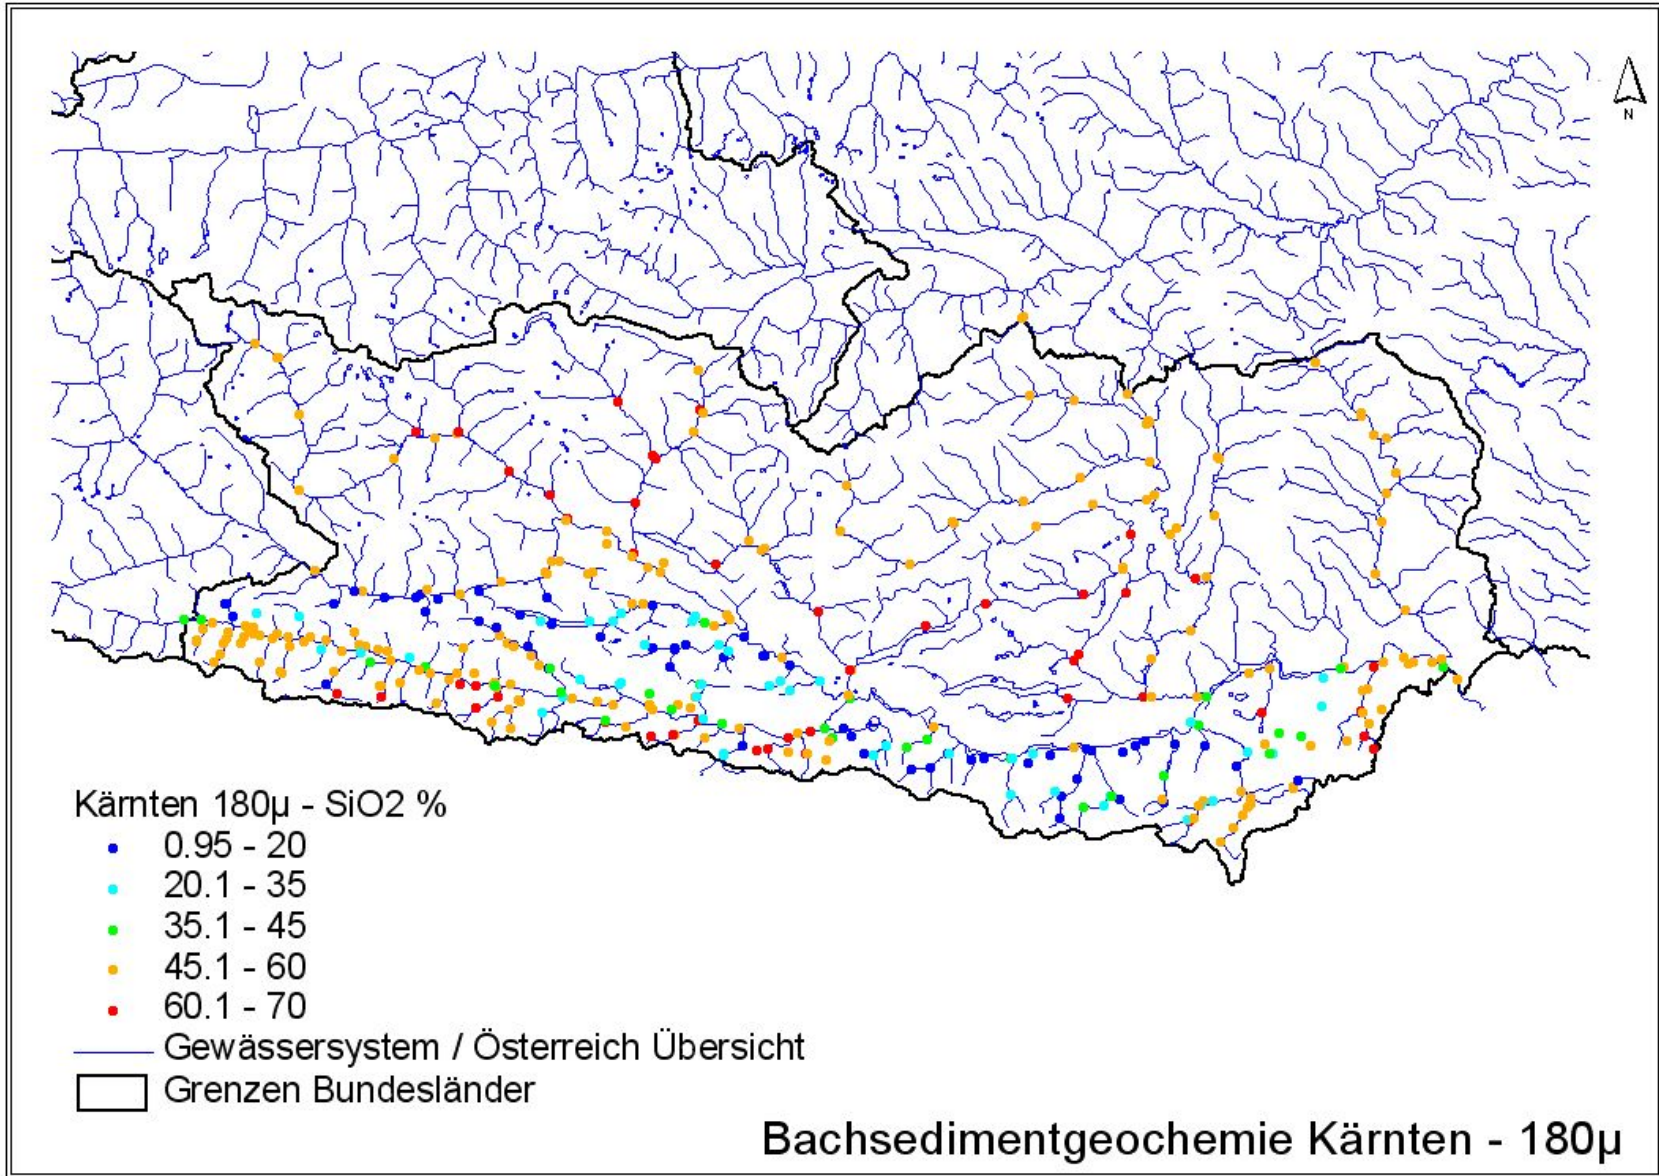 N
Kärnten 180µ - SiO2 %
0.95 - 20
20.1 - 35
35.1 - 45
45.1 - 60
60.1 - 70
Gewässersystem / Österreich Übersicht
Grenzen Bundesländer
Bachsedimentgeochemie Kärnten - 180µ